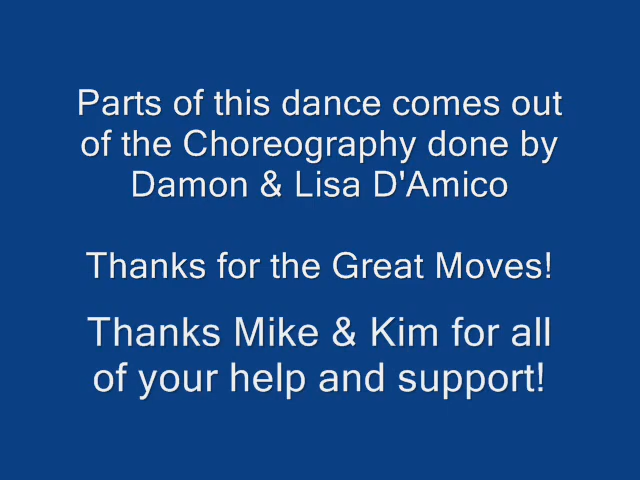 Parts of this dance comes out
of the Choreography done by
Damon & Lisa D'Amico
Thanks for the Great Moves!
Thanks Mike & Kim for all
of your help and support!